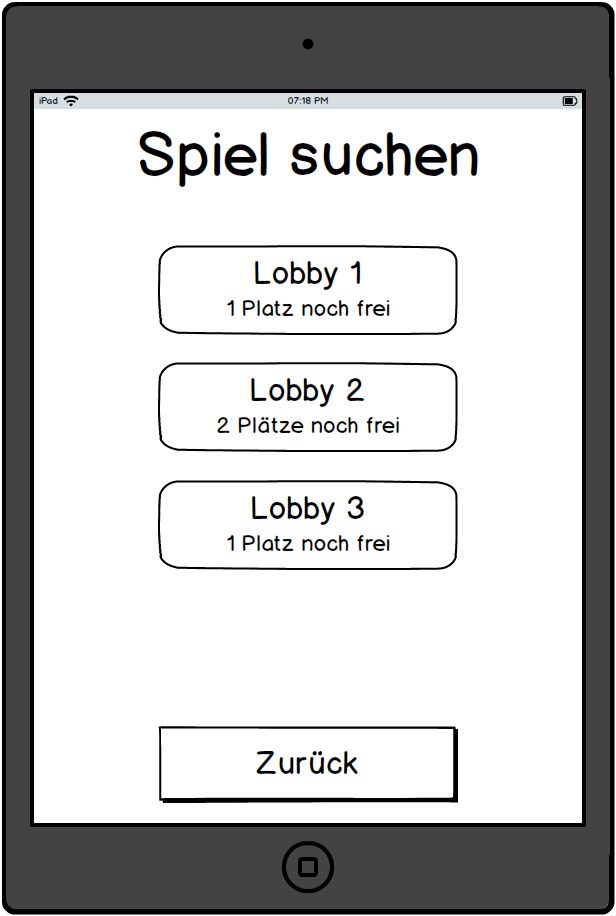 iPad 07:18 PM
Spiel suchen
Lobby 1
1 Platz noch frei
Lobby 2
2 Plätze noch frei
Lobby 3
1 Platz noch frei
Zurück